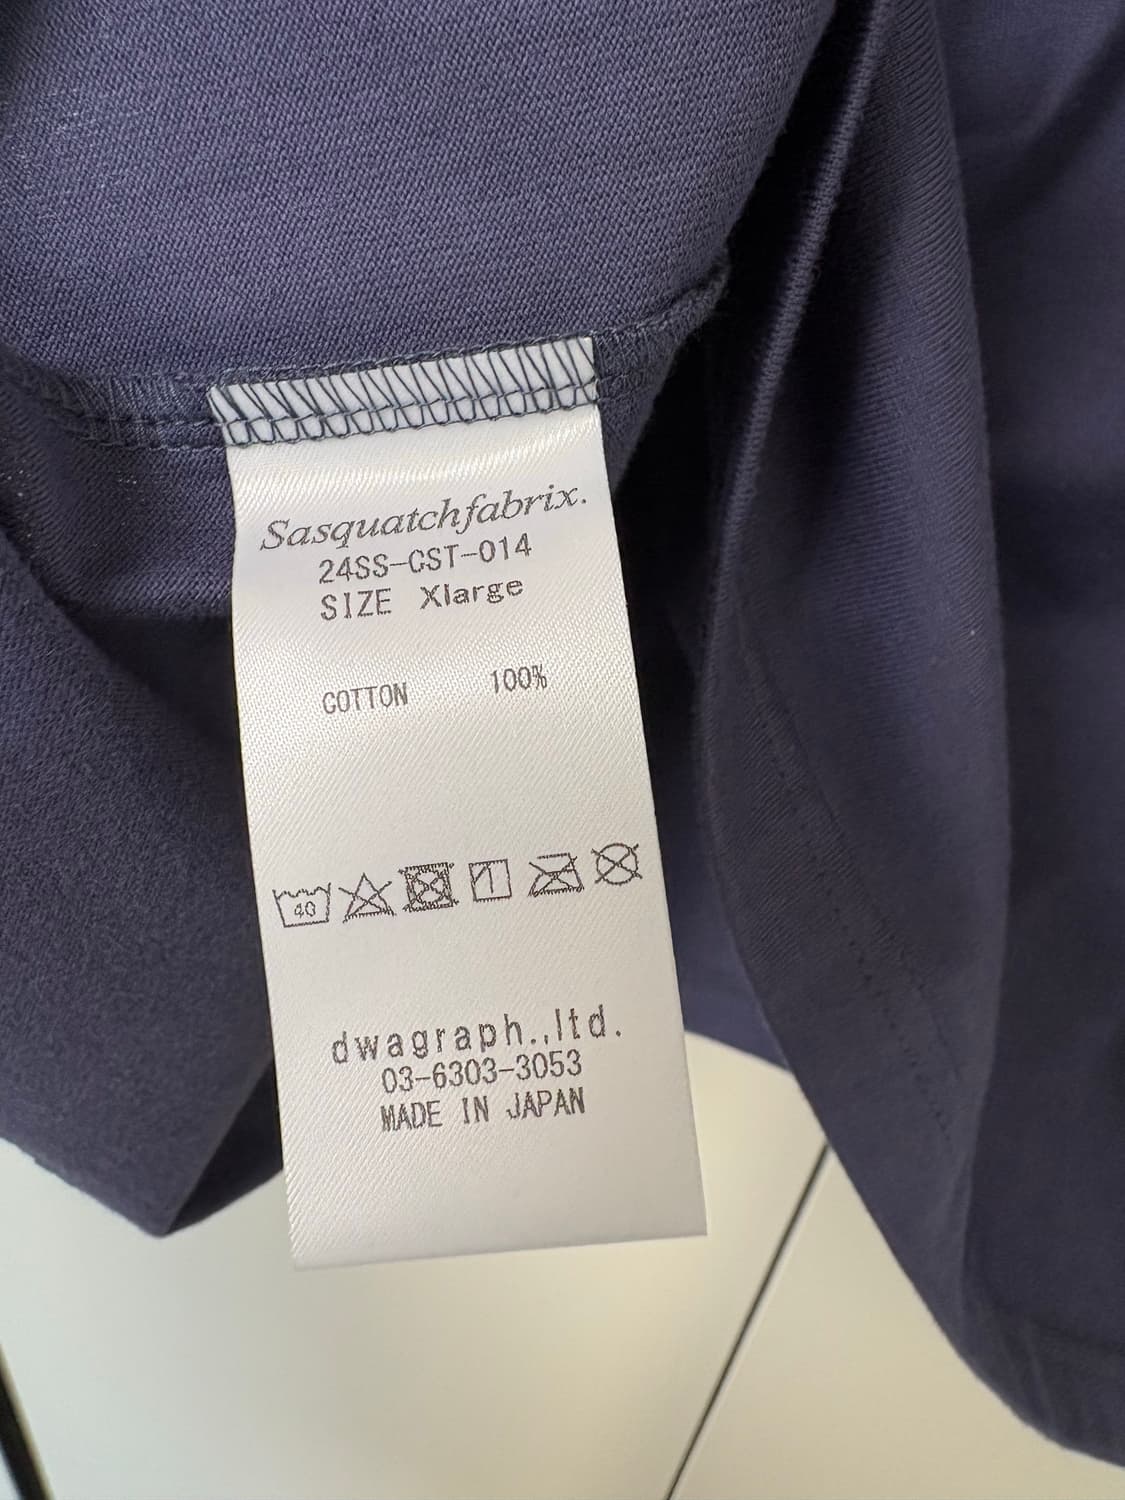 Sasquatchfabrix.
24SS-CST-014
SIZE Xlarge
COTTON 100%
40
dwagraph.,ltd.
03-6303-3053
MADE IN JAPAN